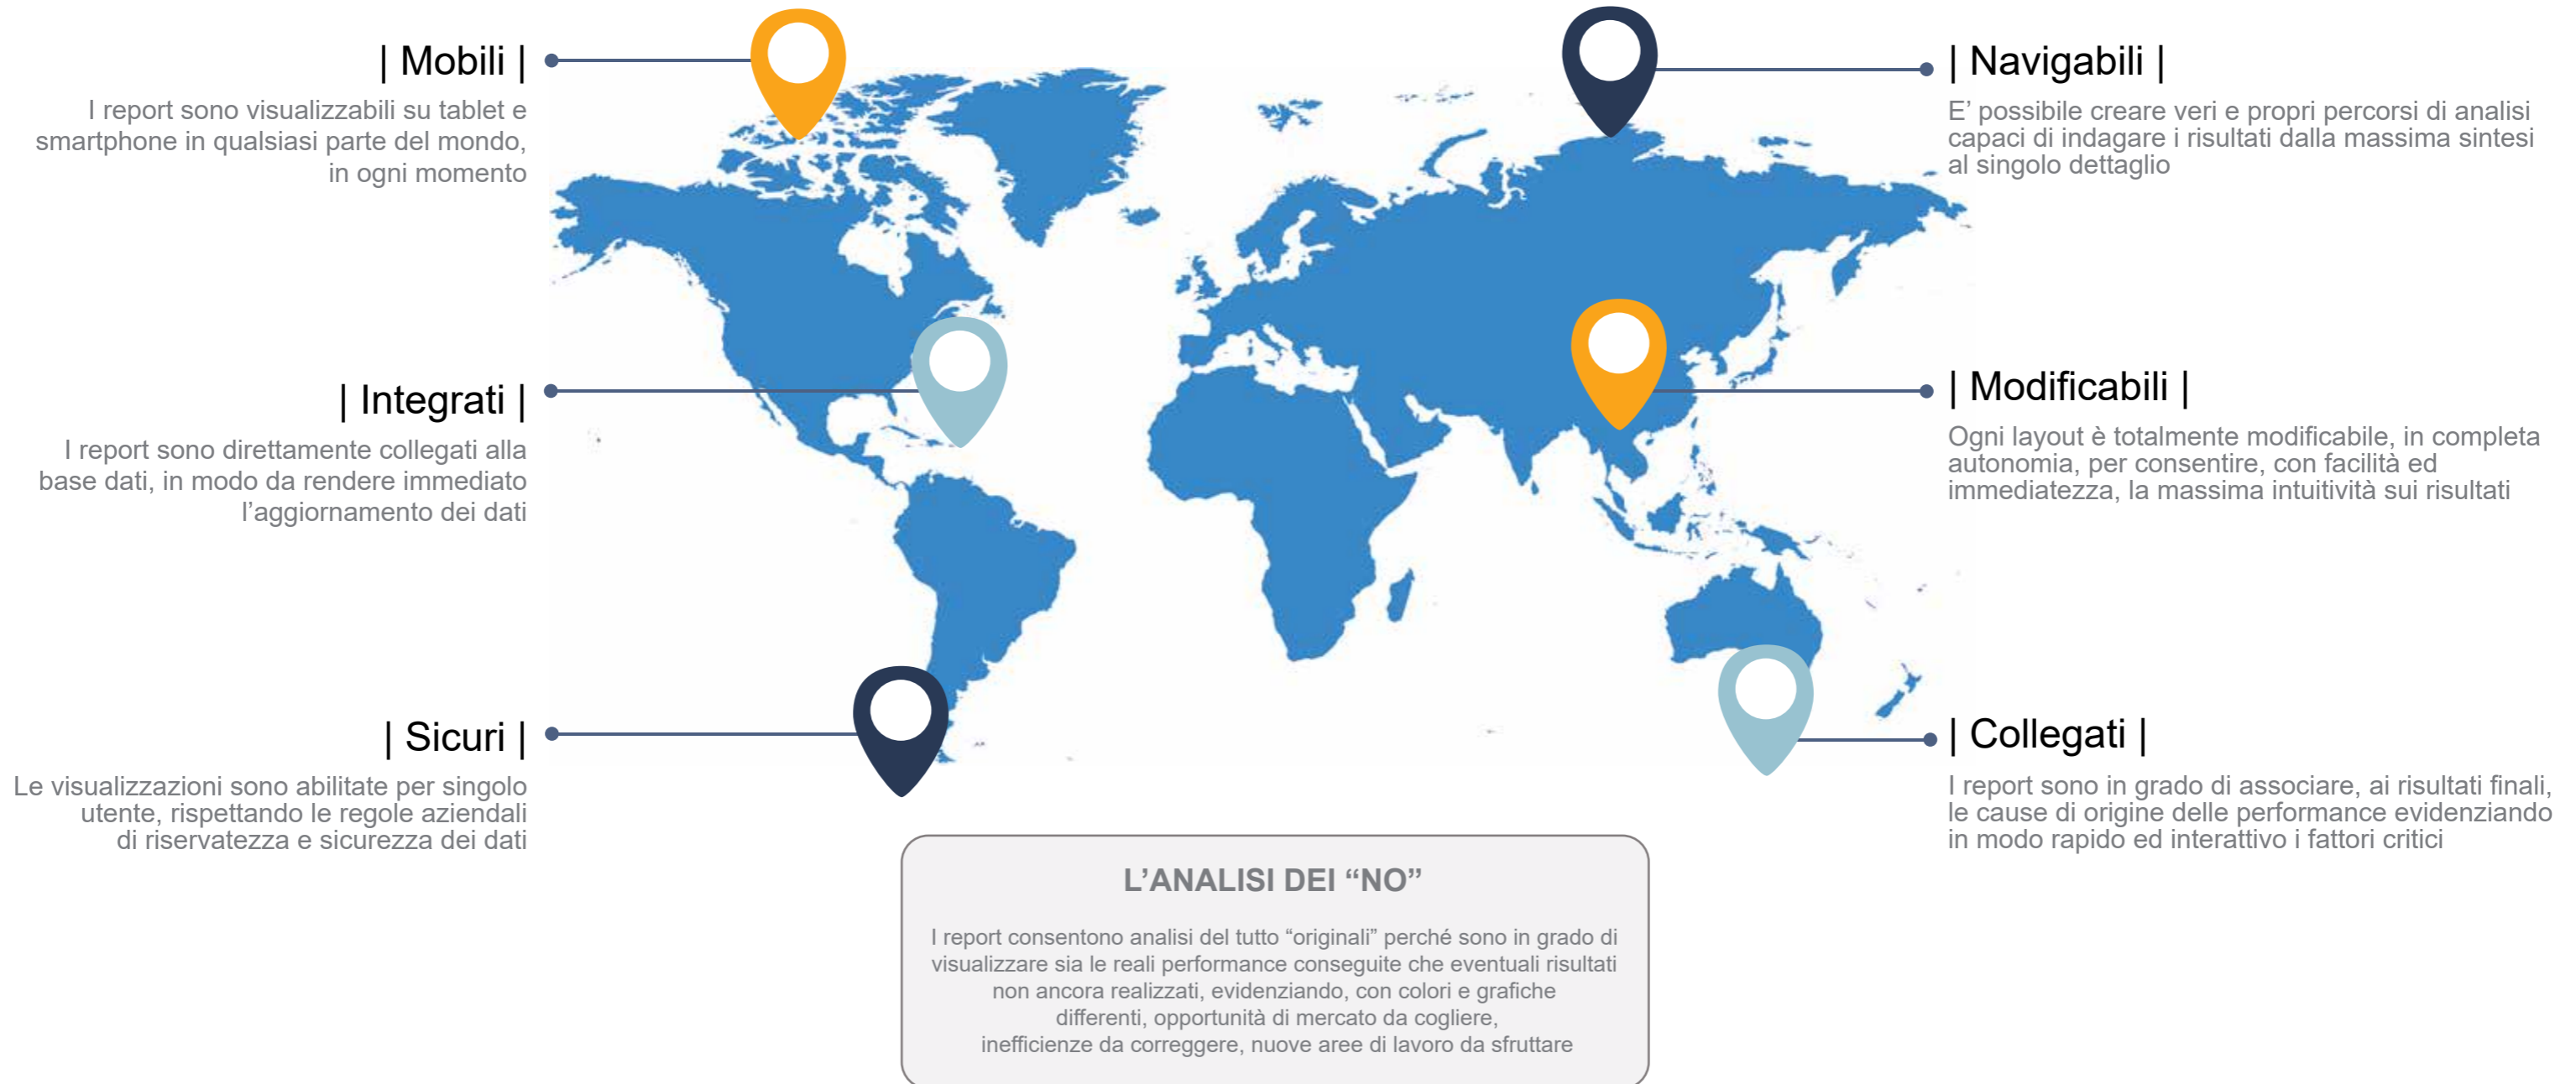 | Mobili |
I report sono visualizzabili su tablet e
smartphone in qualsiasi parte del mondo,
in ogni momento
| Integrati |
I report sono direttamente collegati alla
base dati, in modo da rendere immediato
l’aggiornamento dei dati
| Sicuri |
Le visualizzazioni sono abilitate per singolo
utente, rispettando le regole aziendali
di riservatezza e sicurezza dei dati
| Navigabili |
E’ possibile creare veri e propri percorsi di analisi
capaci di indagare i risultati dalla massima sintesi
al singolo dettaglio
| Modificabili |
Ogni layout è totalmente modificabile, in completa
autonomia, per consentire, con facilità ed
immediatezza, la massima intuitività sui risultati
| Collegati |
I report sono in grado di associare, ai risultati finali,
le cause di origine delle performance evidenziando
in modo rapido ed interattivo i fattori critici
L’ANALISI DEI “NO”
I report consentono analisi del tutto “originali” perché sono in grado di
visualizzare sia le reali performance conseguite che eventuali risultati
non ancora realizzati, evidenziando, con colori e grafiche
differenti, opportunità di mercato da cogliere,
inefficienze da correggere, nuove aree di lavoro da sfruttare